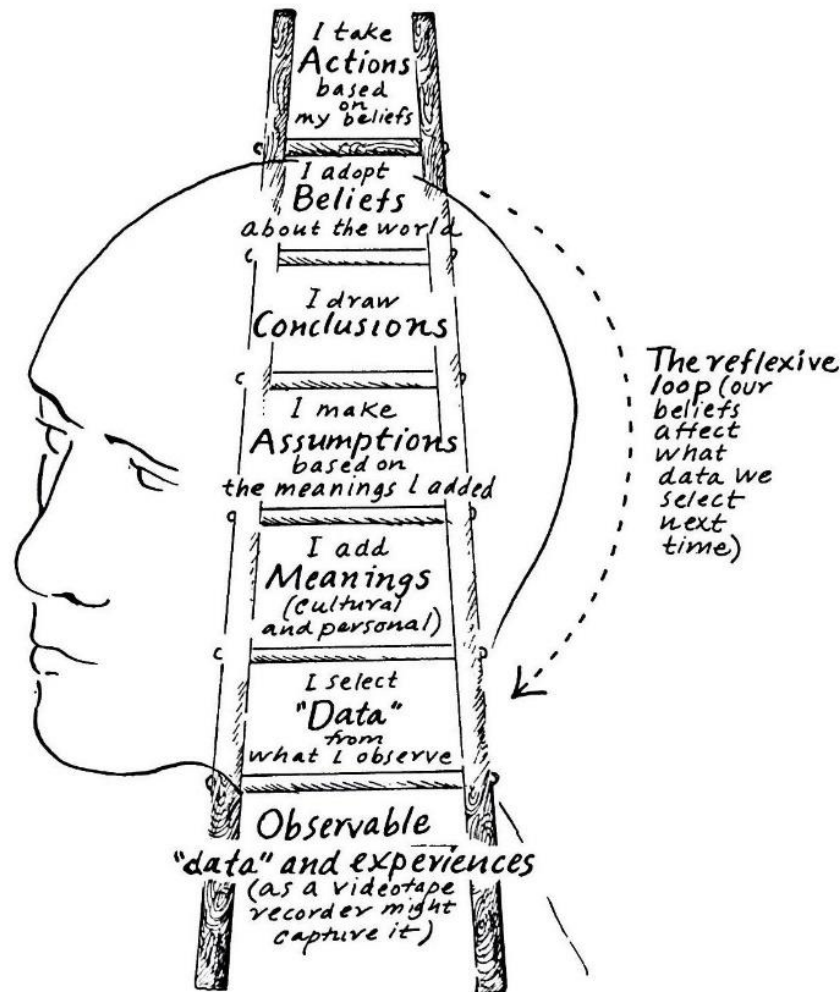 I take
Actions
based
on
my beliefs
I adopt
Beliefs
about the world
I draw
Conclusions
I make
Assumptions
based on
the meanings I added
I add
Meanings
(cultural
and personal)
I select
"Data"
from
what I observe
Observable
"data" and experiences
(as a videotape
recorder might
capture it)
The reflexive
loop (our
beliefs
affect
what
data we
select
next
time)